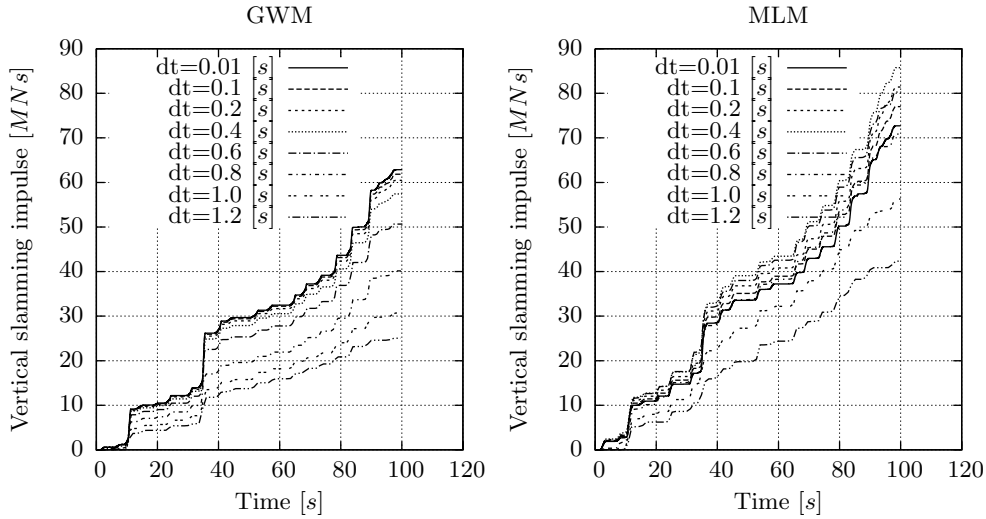 GWM
Vertical slamming impulse [MNs]
90
80
70
60
50
40
30
20
10
0
dt=0.01 [s]
dt=0.1 [s]
dt=0.2 [s]
dt=0.4 [s]
dt=0.6 [s]
dt=0.8 [s]
dt=1.0 [s]
dt=1.2 [s]
0 20 40 60 80 100 120
Time [s]
MLM
Vertical slamming impulse [MNs]
90
80
70
60
50
40
30
20
10
0
dt=0.01 [s]
dt=0.1 [s]
dt=0.2 [s]
dt=0.4 [s]
dt=0.6 [s]
dt=0.8 [s]
dt=1.0 [s]
dt=1.2 [s]
0 20 40 60 80 100 120
Time [s]